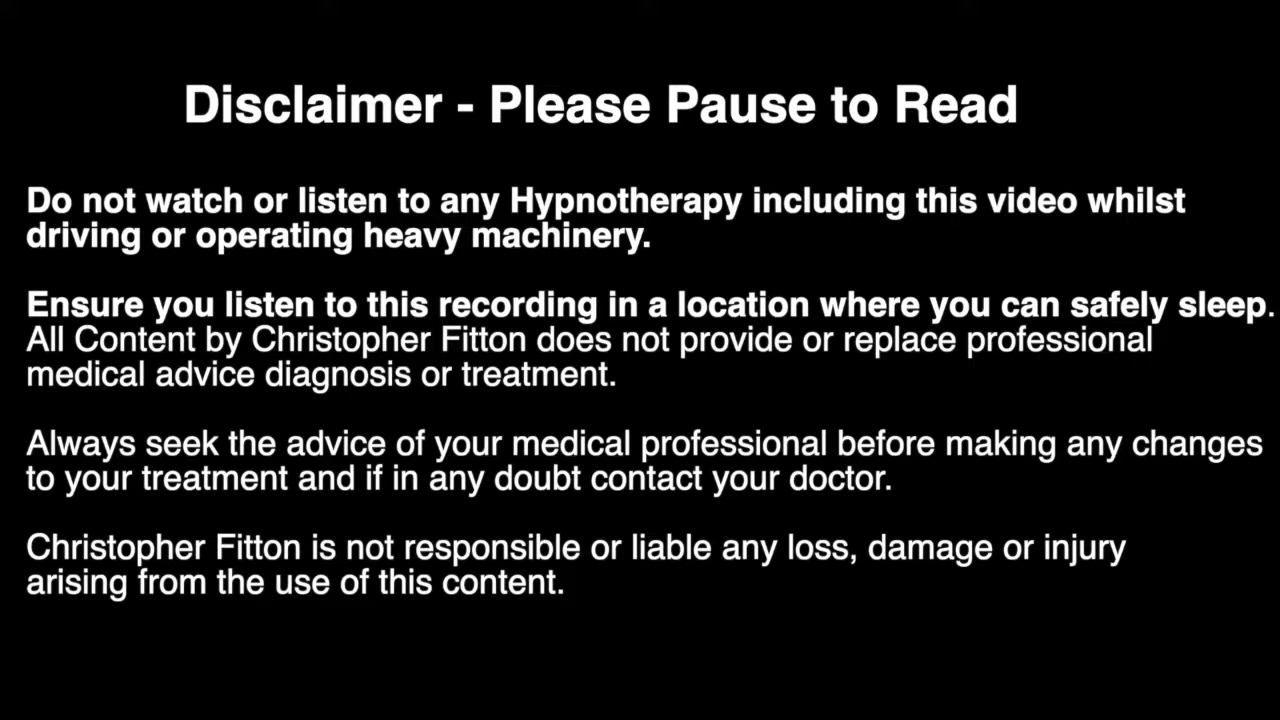 Disclaimer - Please Pause to Read
Do not watch or listen to any Hypnotherapy including this video whilst
driving or operating heavy machinery.
Ensure you listen to this recording in a location where you can safely sleep.
All Content by Christopher Fitton does not provide or replace professional
medical advice diagnosis or treatment.
Always seek the advice of your medical professional before making any changes
to your treatment and if in any doubt contact your doctor.
Christopher Fitton is not responsible or liable any loss, damage or injury
arising from the use of this content.